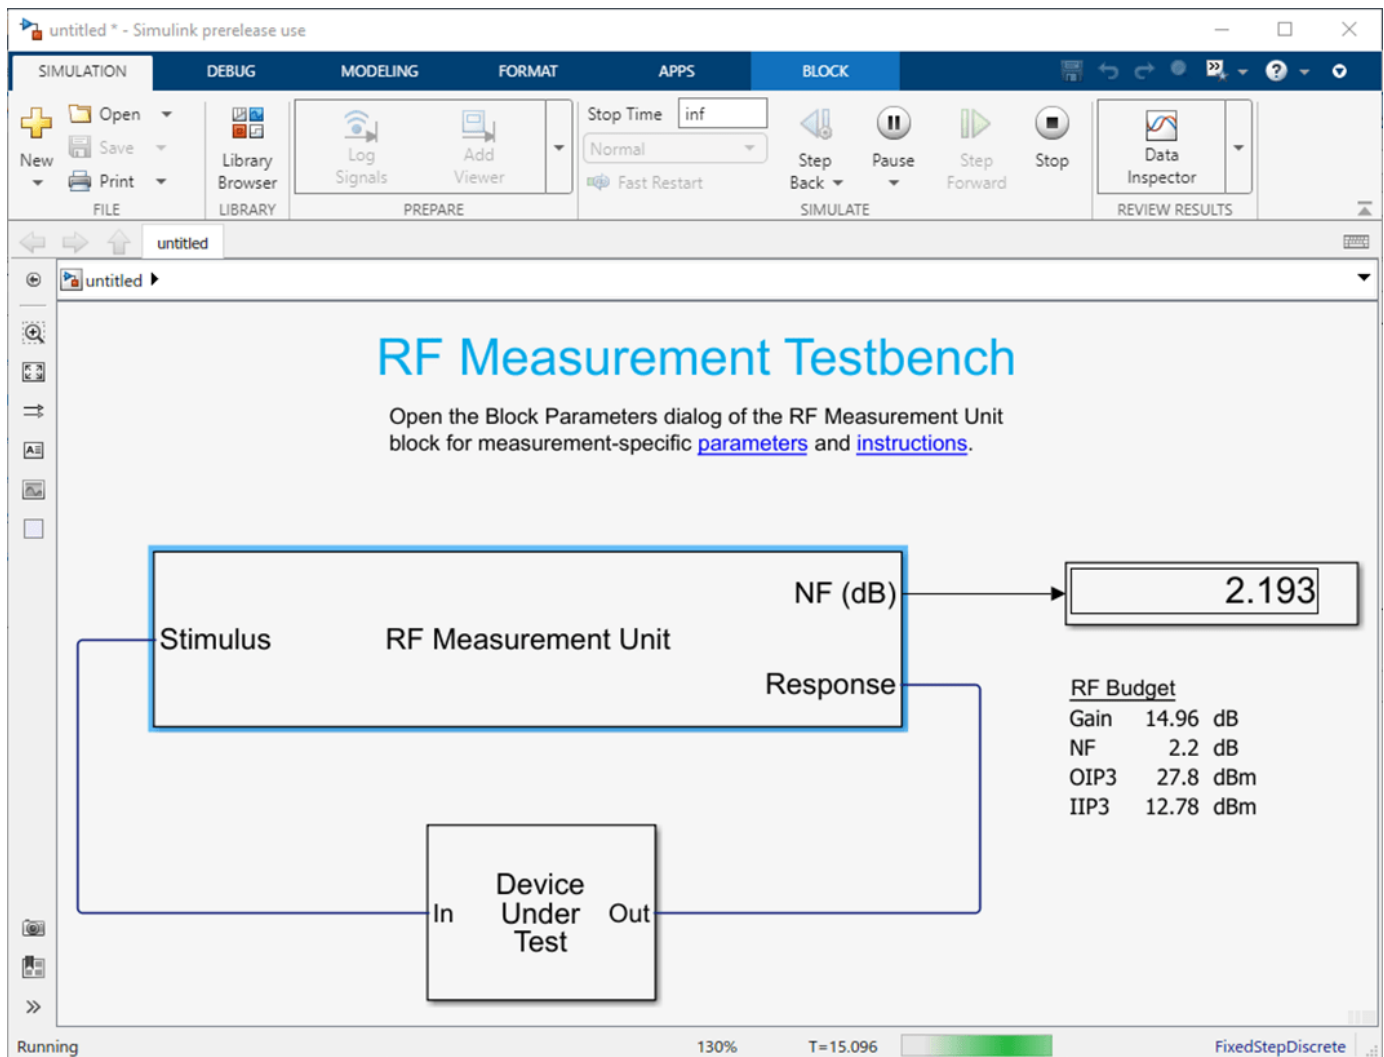 untitled * - Simulink prerelease use
SIMULATION DEBUG MODELING FORMAT APPS BLOCK
New
Open
Save
Print
FILE
Library
Browser
LIBRARY
Log
Signals
Add
Viewer
PREPARE
Stop Time inf
Normal
Fast Restart
Step
Back
Pause
Step
Forward
Stop
SIMULATE
Data
Inspector
REVIEW RESULTS
untitled
untitled
RF Measurement Testbench
Open the Block Parameters dialog of the RF Measurement Unit
block for measurement-specific parameters and instructions.
Stimulus
RF Measurement Unit
NF (dB)
Response
2.193
RF Budget
Gain 14.96 dB
NF 2.2 dB
OIP3 27.8 dBm
IIP3 12.78 dBm
In
Device
Under
Test
Out
Running 130% T=15.096 FixedStepDiscrete